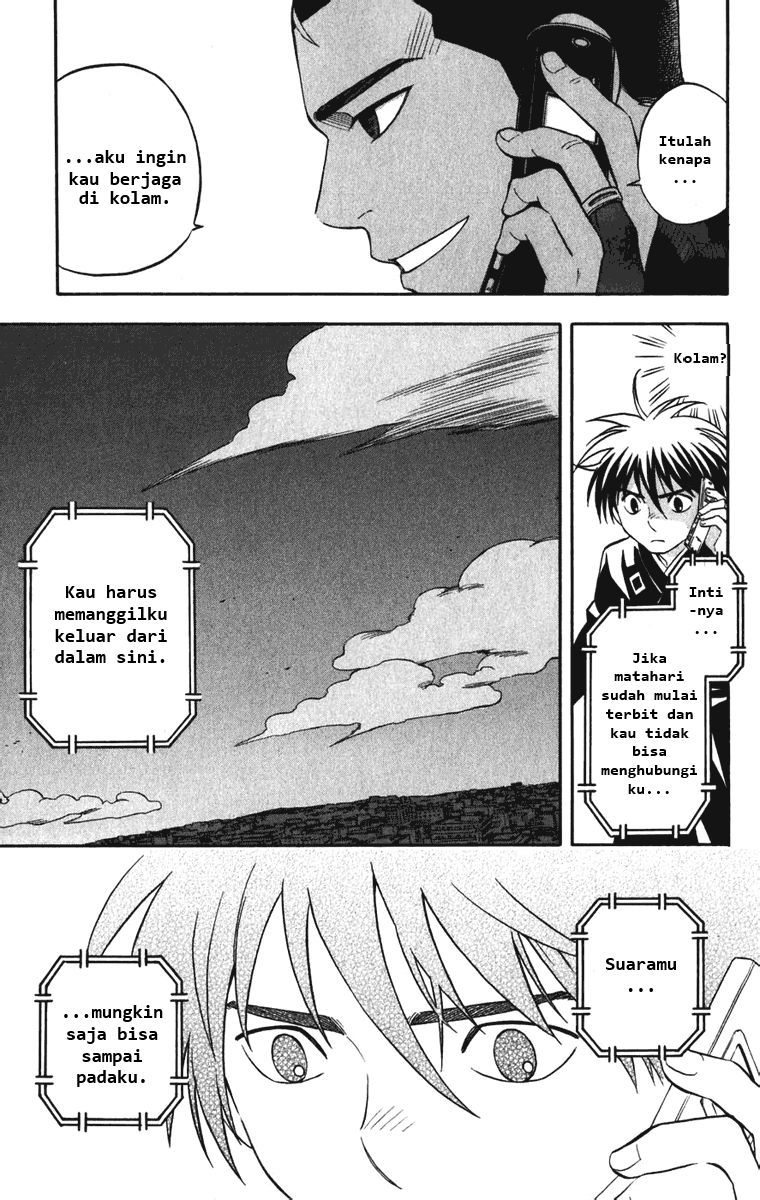 Itulah
kenapa
...
...aku ingin
kau berjaga
di kolam.
Kolam?
Inti
-nya
...
Jika
matahari
sudah mulai
terbit dan
kau tidak
bisa
menghubungi
ku...
Kau harus
memanggilku
keluar dari
dalam sini.
Suaramu
...
...mungkin
saja bisa
sampai
padaku.